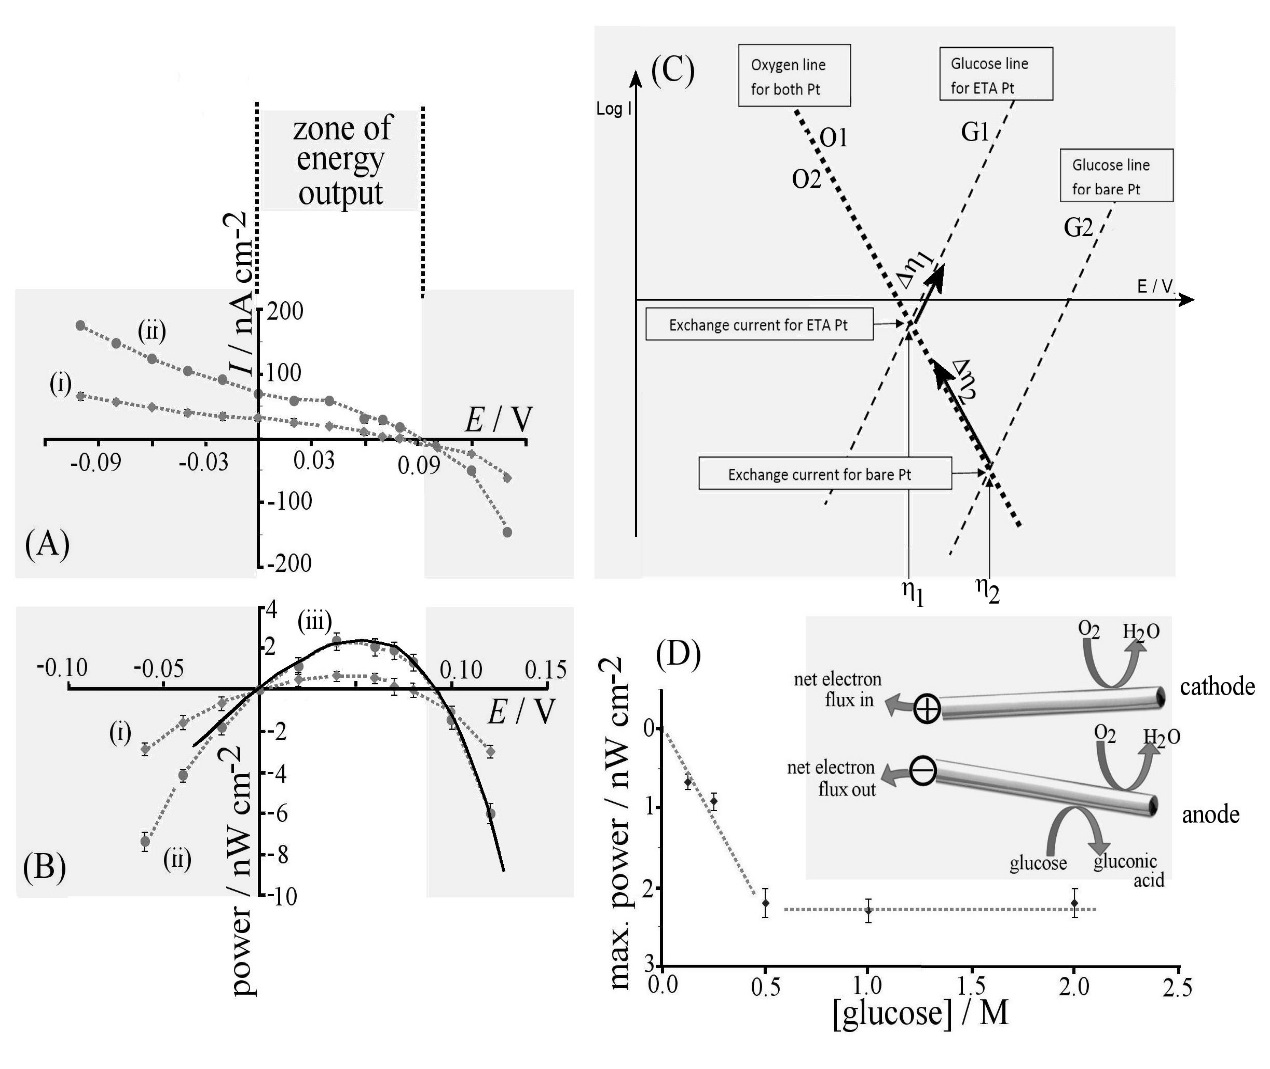 zone of
energy
output
I / nA cm-2
200
100
(ii)
(i)
E / V
-0.09
-0.03
0.03
0.09
-100
-200
(A)
4
2
(iii)
-0.10
-0.05
0.10
0.15
E / V
(i)
-2
-4
-6
(ii)
-8
-10
(B)
power / nW cm-2
(C)
Log I
Oxygen line
for both Pt
Glucose line
for ETA Pt
Glucose line
for bare Pt
O1
O2
G1
G2
Δη1
E / V.
Exchange current for ETA Pt
Δη2
Exchange current for bare Pt
η1
η2
(D)
max. power / nW cm-2
0
1
2
3
0.0
0.5
1.0
1.5
2.0
2.5
[glucose] / M
O2
H2O
net electron
flux in
+
cathode
O2
H2O
net electron
flux out
−
anode
glucose
gluconic
acid